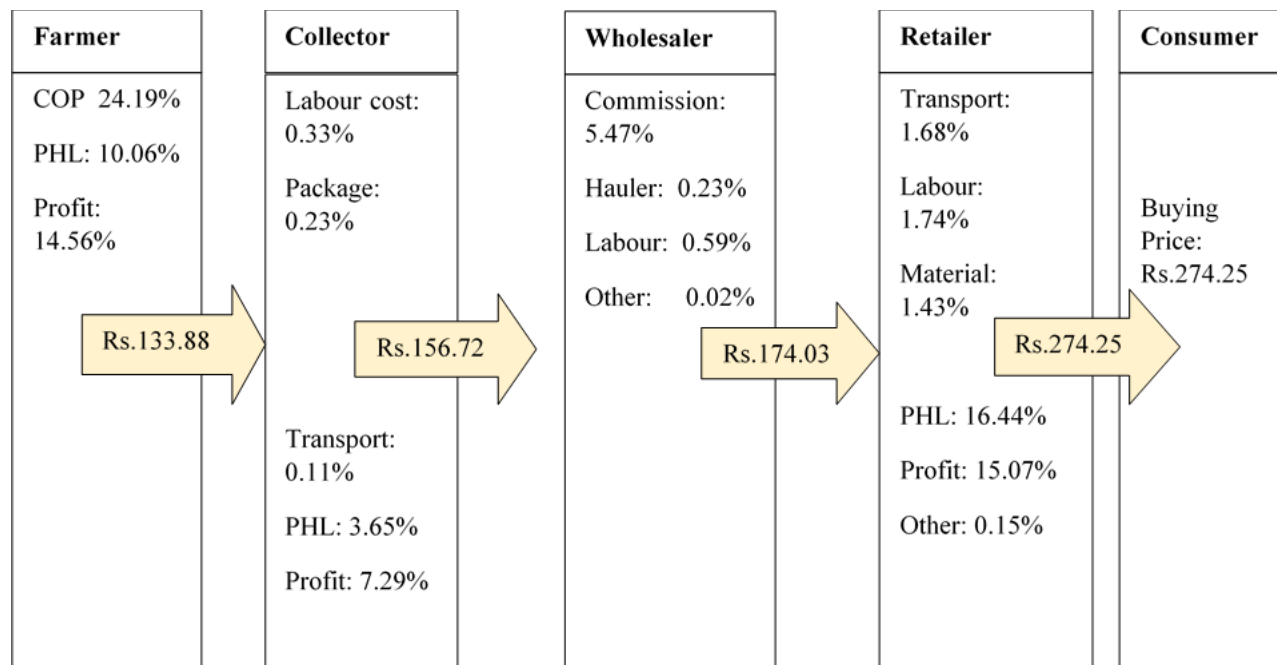 Farmer
COP 24.19%
PHL: 10.06%
Profit:
14.56%
Rs.133.88
Collector
Labour cost:
0.33%
Package:
0.23%
Rs.156.72
Transport:
0.11%
PHL: 3.65%
Profit: 7.29%
Wholesaler
Commission:
5.47%
Hauler: 0.23%
Labour: 0.59%
Other: 0.02%
Rs.174.03
Retailer
Transport:
1.68%
Labour:
1.74%
Material:
1.43%
Rs.274.25
PHL: 16.44%
Profit: 15.07%
Other: 0.15%
Consumer
Buying
Price:
Rs.274.25